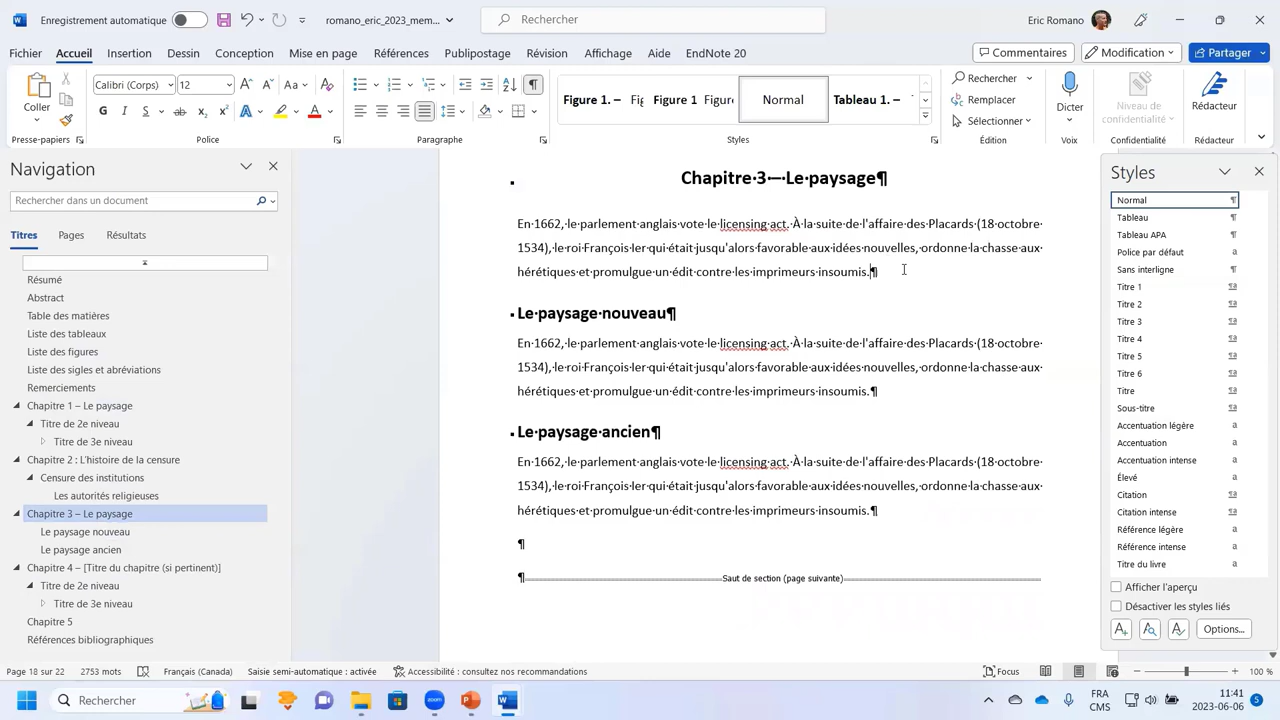 Enregistrement automatique
romano_eric_2023_mem...
Rechercher
Eric Romano
Fichier
Accueil
Insertion
Dessin
Conception
Mise en page
Références
Publipostage
Révision
Affichage
Aide
EndNote 20
Commentaires
Modification
Partager
Calibri (Corps)
12
Coller
Figure 1. –
Fig
Figure 1
Figure
Normal
Tableau 1. –
Rechercher
Remplacer
Sélectionner
Dicter
Niveau de
confidentialité
Rédacteur
Presse-papiers
Police
Paragraphe
Styles
Édition
Voix
Confidentialité
Rédacteur
Navigation
Rechercher dans un document
Titres
Pages
Résultats
Résumé
Abstract
Table des matières
Liste des tableaux
Liste des figures
Liste des sigles et abréviations
Remerciements
Chapitre 1 – Le paysage
Titre de 2e niveau
Titre de 3e niveau
Chapitre 2 : L'histoire de la censure
Censure des institutions
Les autorités religieuses
Chapitre 3 – Le paysage
Le paysage nouveau
Le paysage ancien
Chapitre 4 – [Titre du chapitre (si pertinent)]
Titre de 2e niveau
Titre de 3e niveau
Chapitre 5
Références bibliographiques
Chapitre·3·–·Le·paysage¶
En·1662,·le·parlement·anglais·vote·le·licensing·act.·À·la·suite·de·l'affaire·des·Placards·(18·octobre·
1534),·le·roi·François·Ier·qui·était·jusqu'alors·favorable·aux·idées·nouvelles,·ordonne·la·chasse·aux·
hérétiques·et·promulgue·un·édit·contre·les·imprimeurs·insoumis.¶
Le·paysage·nouveau¶
En·1662,·le·parlement·anglais·vote·le·licensing·act.·À·la·suite·de·l'affaire·des·Placards·(18·octobre·
1534),·le·roi·François·Ier·qui·était·jusqu'alors·favorable·aux·idées·nouvelles,·ordonne·la·chasse·aux·
hérétiques·et·promulgue·un·édit·contre·les·imprimeurs·insoumis.¶
Le·paysage·ancien¶
En·1662,·le·parlement·anglais·vote·le·licensing·act.·À·la·suite·de·l'affaire·des·Placards·(18·octobre·
1534),·le·roi·François·Ier·qui·était·jusqu'alors·favorable·aux·idées·nouvelles,·ordonne·la·chasse·aux·
hérétiques·et·promulgue·un·édit·contre·les·imprimeurs·insoumis.¶
¶
¶
Saut de section (page suivante)
Styles
Normal ¶
Tableau ¶
Tableau APA ¶
Police par défaut a
Sans interligne ¶
Titre 1 ¶a
Titre 2 ¶a
Titre 3 ¶a
Titre 4 ¶a
Titre 5 ¶a
Titre 6 ¶a
Titre ¶a
Sous-titre ¶a
Accentuation légère a
Accentuation a
Accentuation intense a
Élevé a
Citation ¶a
Citation intense ¶a
Référence légère a
Référence intense a
Titre du livre a
Afficher l'aperçu
Désactiver les styles liés
Options...
Page 18 sur 22
2753 mots
Français (Canada)
Saisie semi-automatique : activée
Accessibilité : consultez nos recommandations
Focus
100 %
Rechercher
zoom
FRA
CMS
11:41
2023-06-06
5